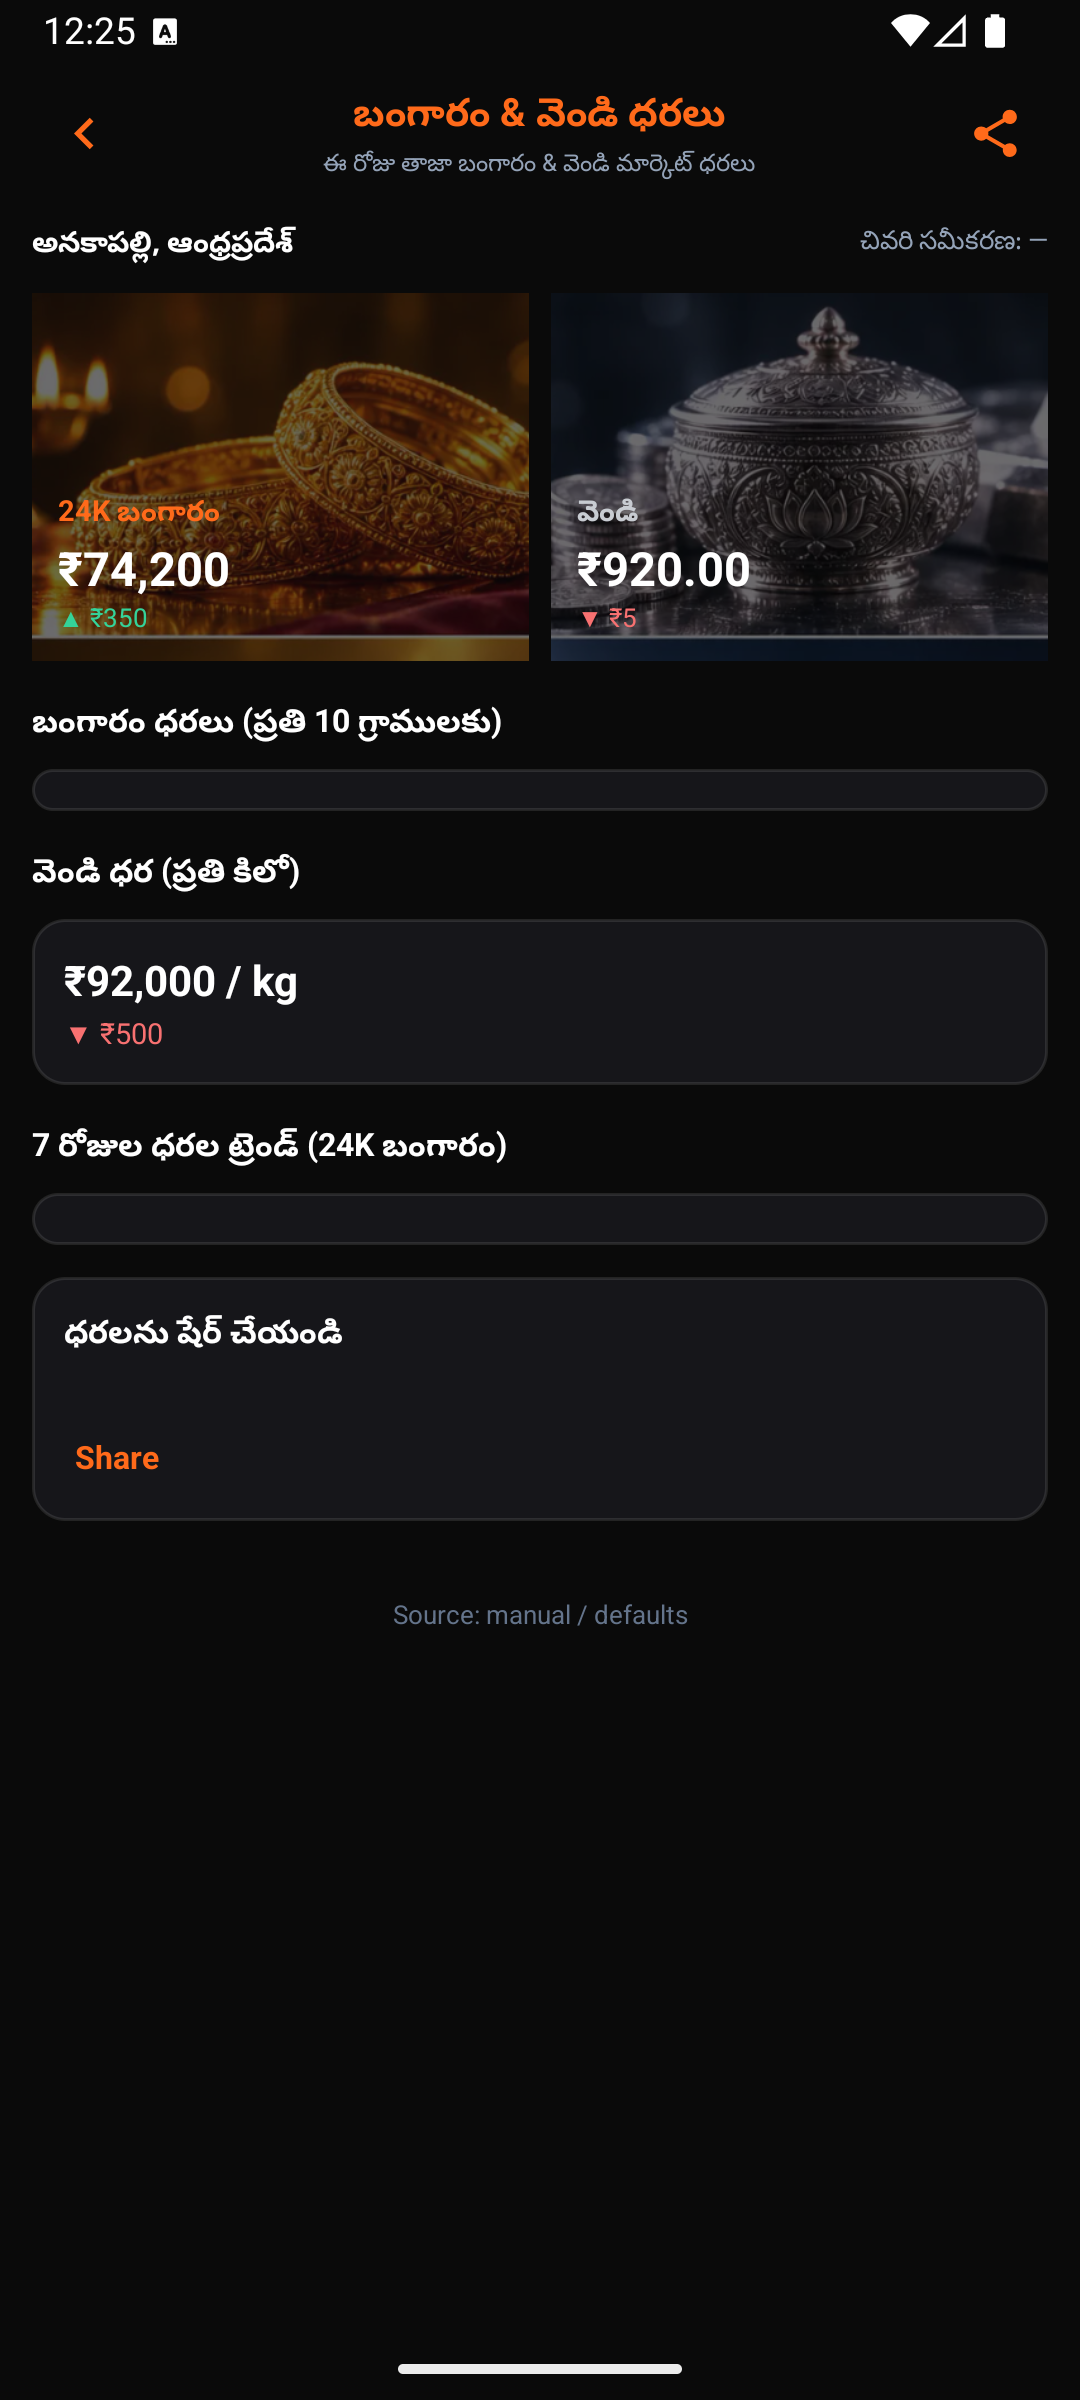 12:25
బంగారం & వెండి ధరలు
ఈ రోజు తాజా బంగారం & వెండి మార్కెట్ ధరలు
అనకాపల్లి, ఆంధ్రప్రదేశ్
చివరి సమీకరణ: —
24K బంగారం
₹74,200
▲ ₹350
వెండి
₹920.00
▼ ₹5
బంగారం ధరలు (ప్రతి 10 గ్రాములకు)
వెండి ధర (ప్రతి కిలో)
₹92,000 / kg
▼ ₹500
7 రోజుల ధరల ట్రెండ్ (24K బంగారం)
ధరలను షేర్ చేయండి
Share
Source: manual / defaults